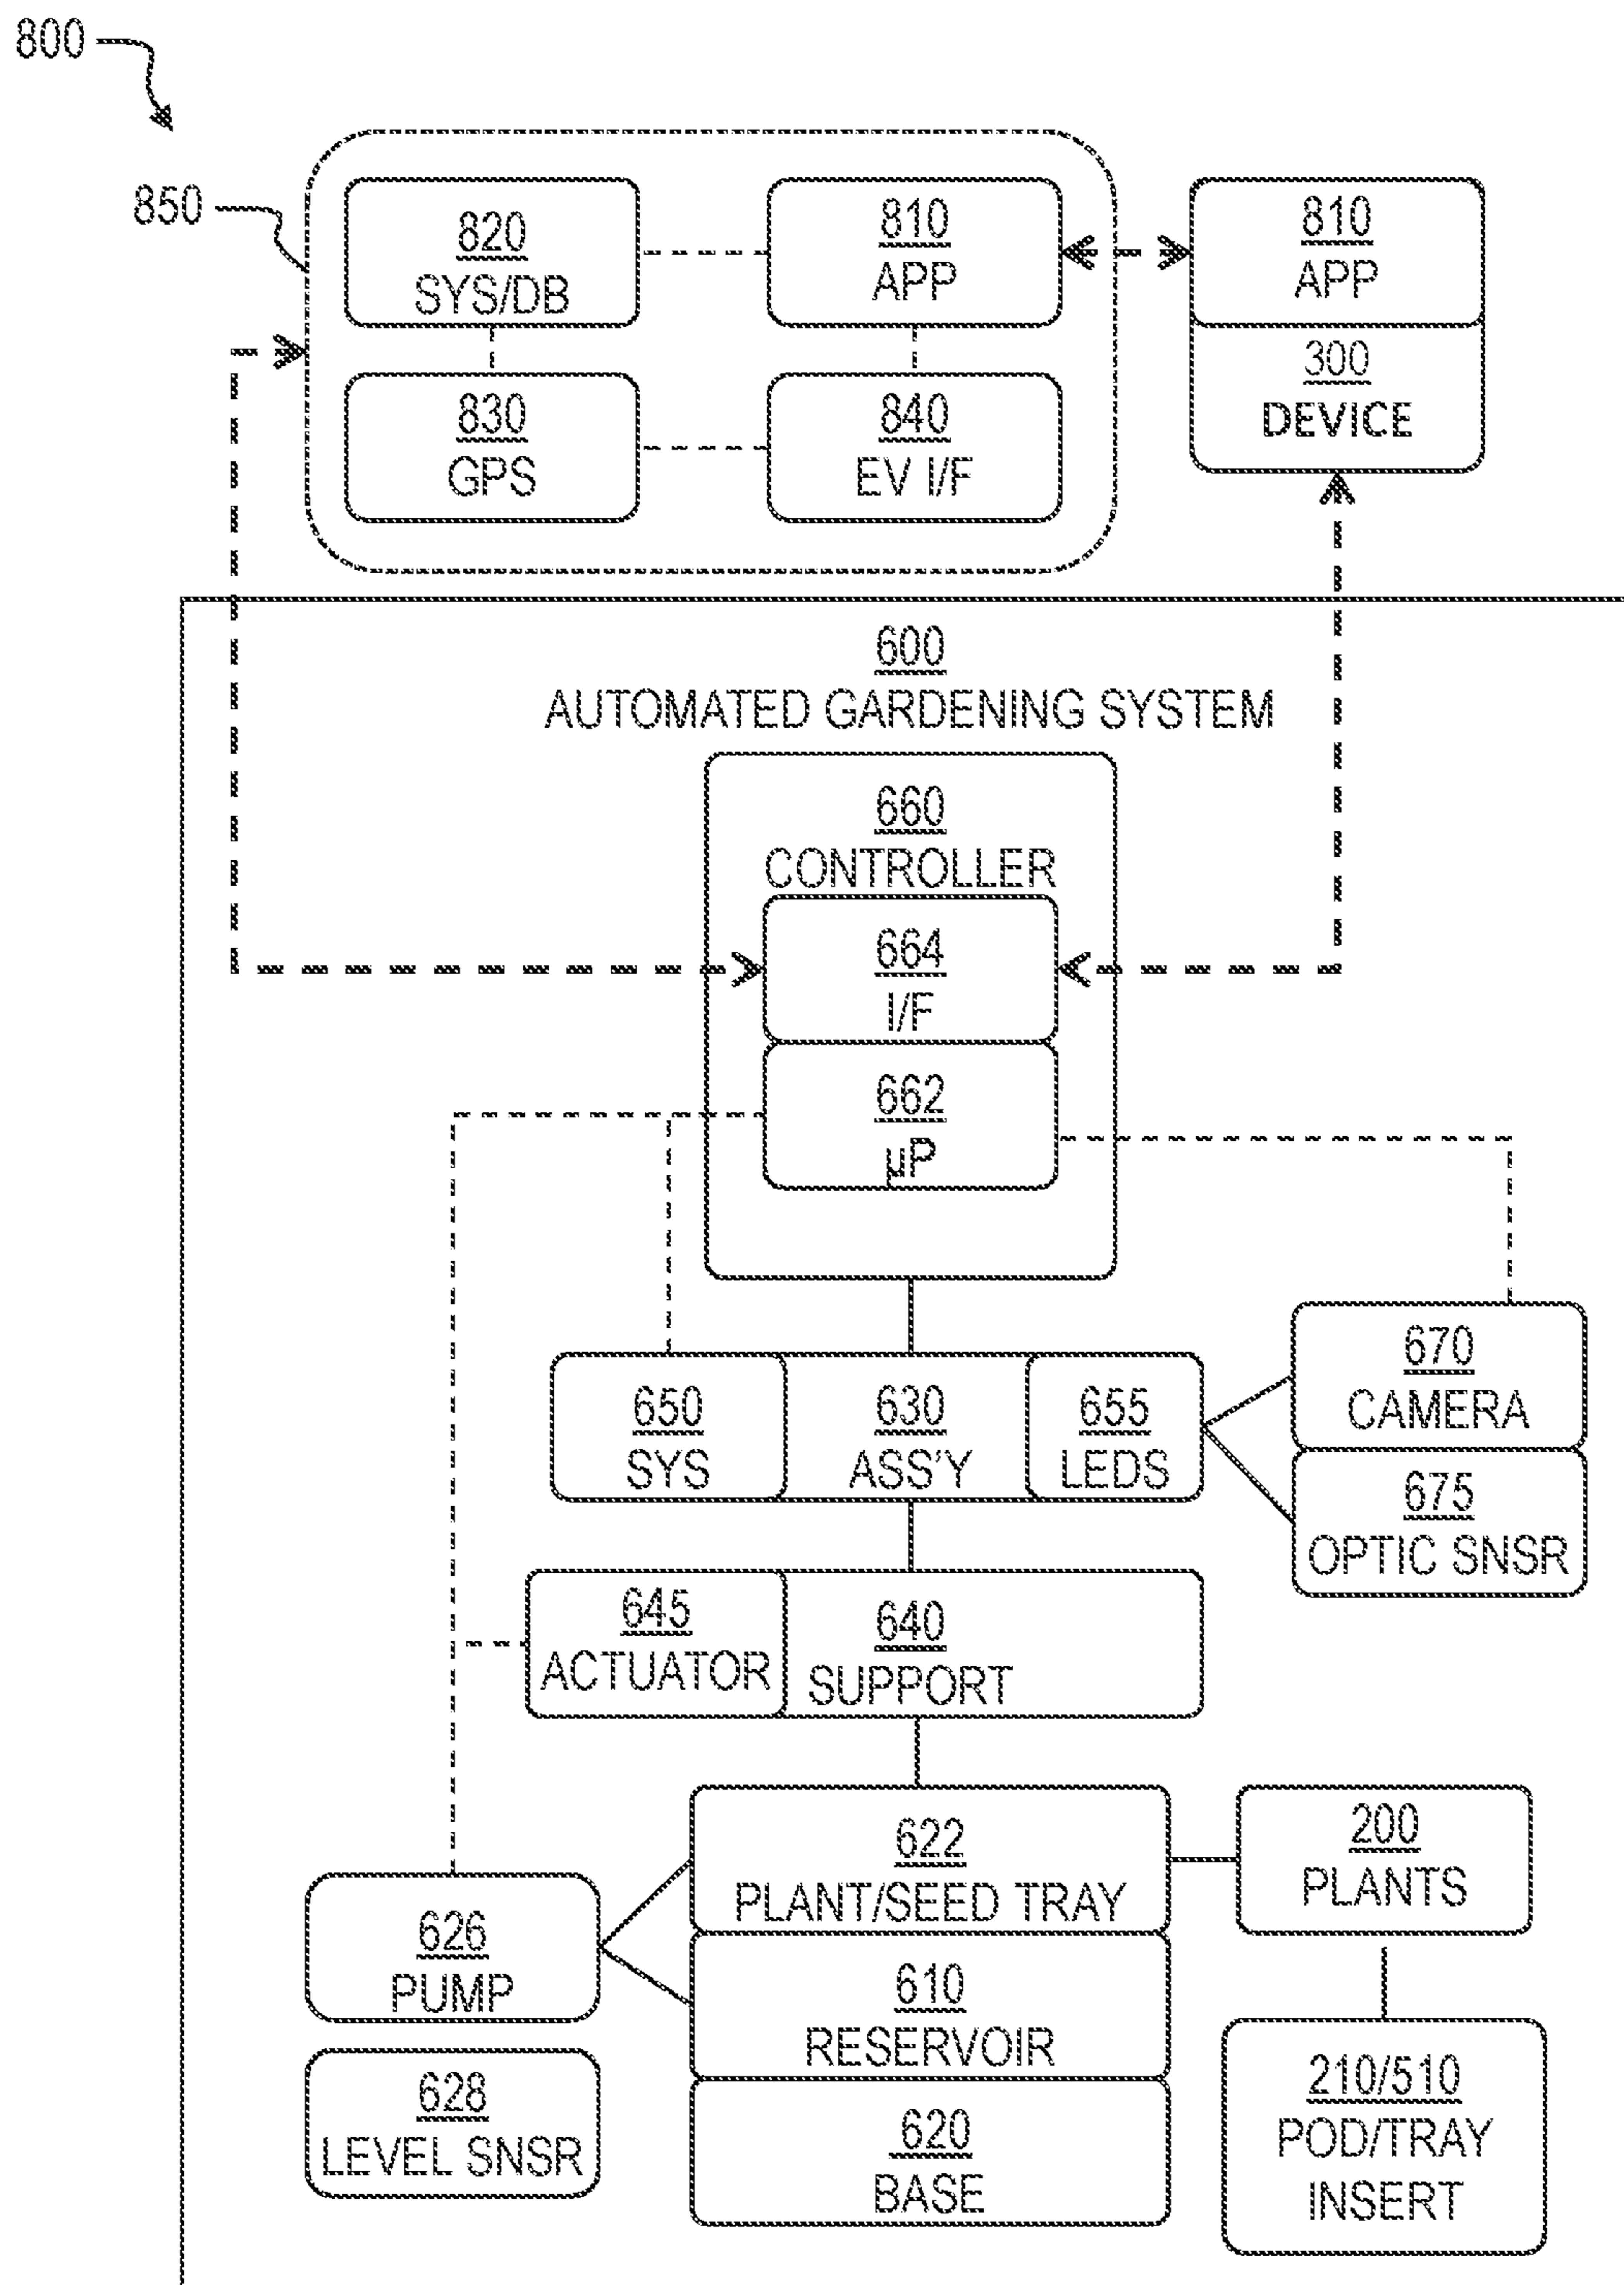 800
850
820
SYS/DB
810
APP
810
APP
300
DEVICE
830
GPS
840
EV I/F
600
AUTOMATED GARDENING SYSTEM
660
CONTROLLER
664
I/F
662
µP
650
SYS
630
ASS'Y
655
LEDS
670
CAMERA
675
OPTIC SNSR
645
ACTUATOR
640
SUPPORT
622
PLANT/SEED TRAY
200
PLANTS
626
PUMP
610
RESERVOIR
628
LEVEL SNSR
620
BASE
210/510
POD/TRAY
INSERT